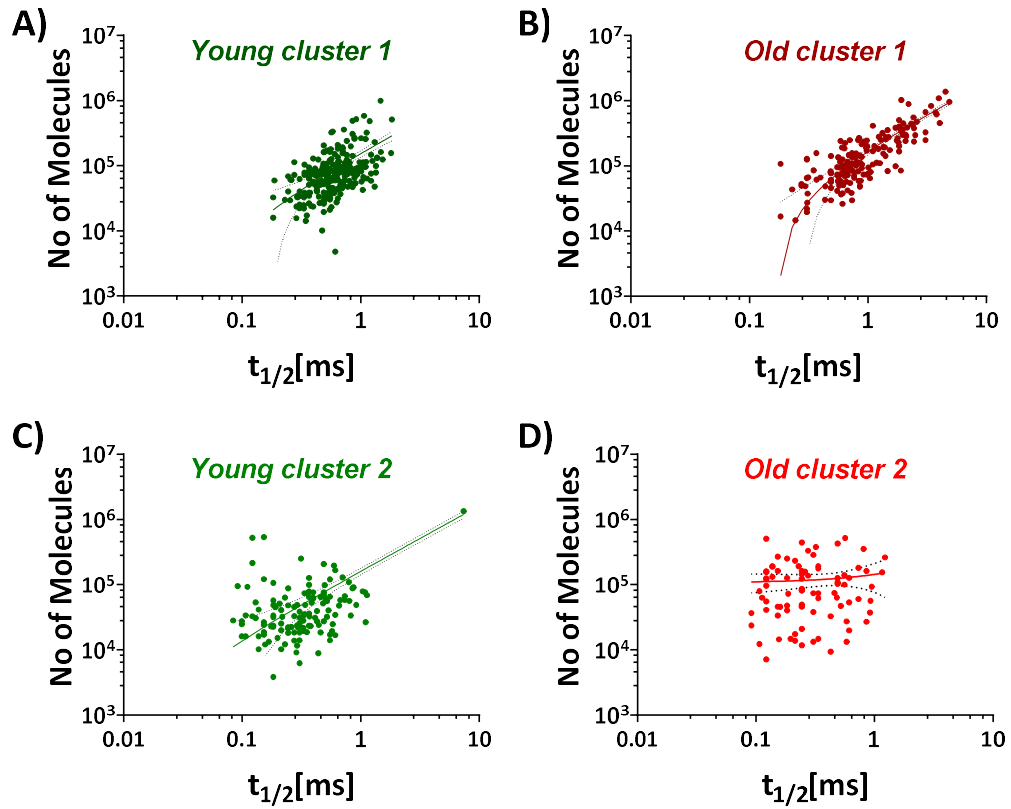 A)
Young cluster 1
No of Molecules
10⁷
10⁶
10⁵
10⁴
10³
0.01 0.1 1 10
t₁/₂[ms]
B)
Old cluster 1
No of Molecules
10⁷
10⁶
10⁵
10⁴
10³
0.01 0.1 1 10
t₁/₂[ms]
C)
Young cluster 2
No of Molecules
10⁷
10⁶
10⁵
10⁴
10³
0.01 0.1 1 10
t₁/₂[ms]
D)
Old cluster 2
No of Molecules
10⁷
10⁶
10⁵
10⁴
10³
0.01 0.1 1 10
t₁/₂[ms]